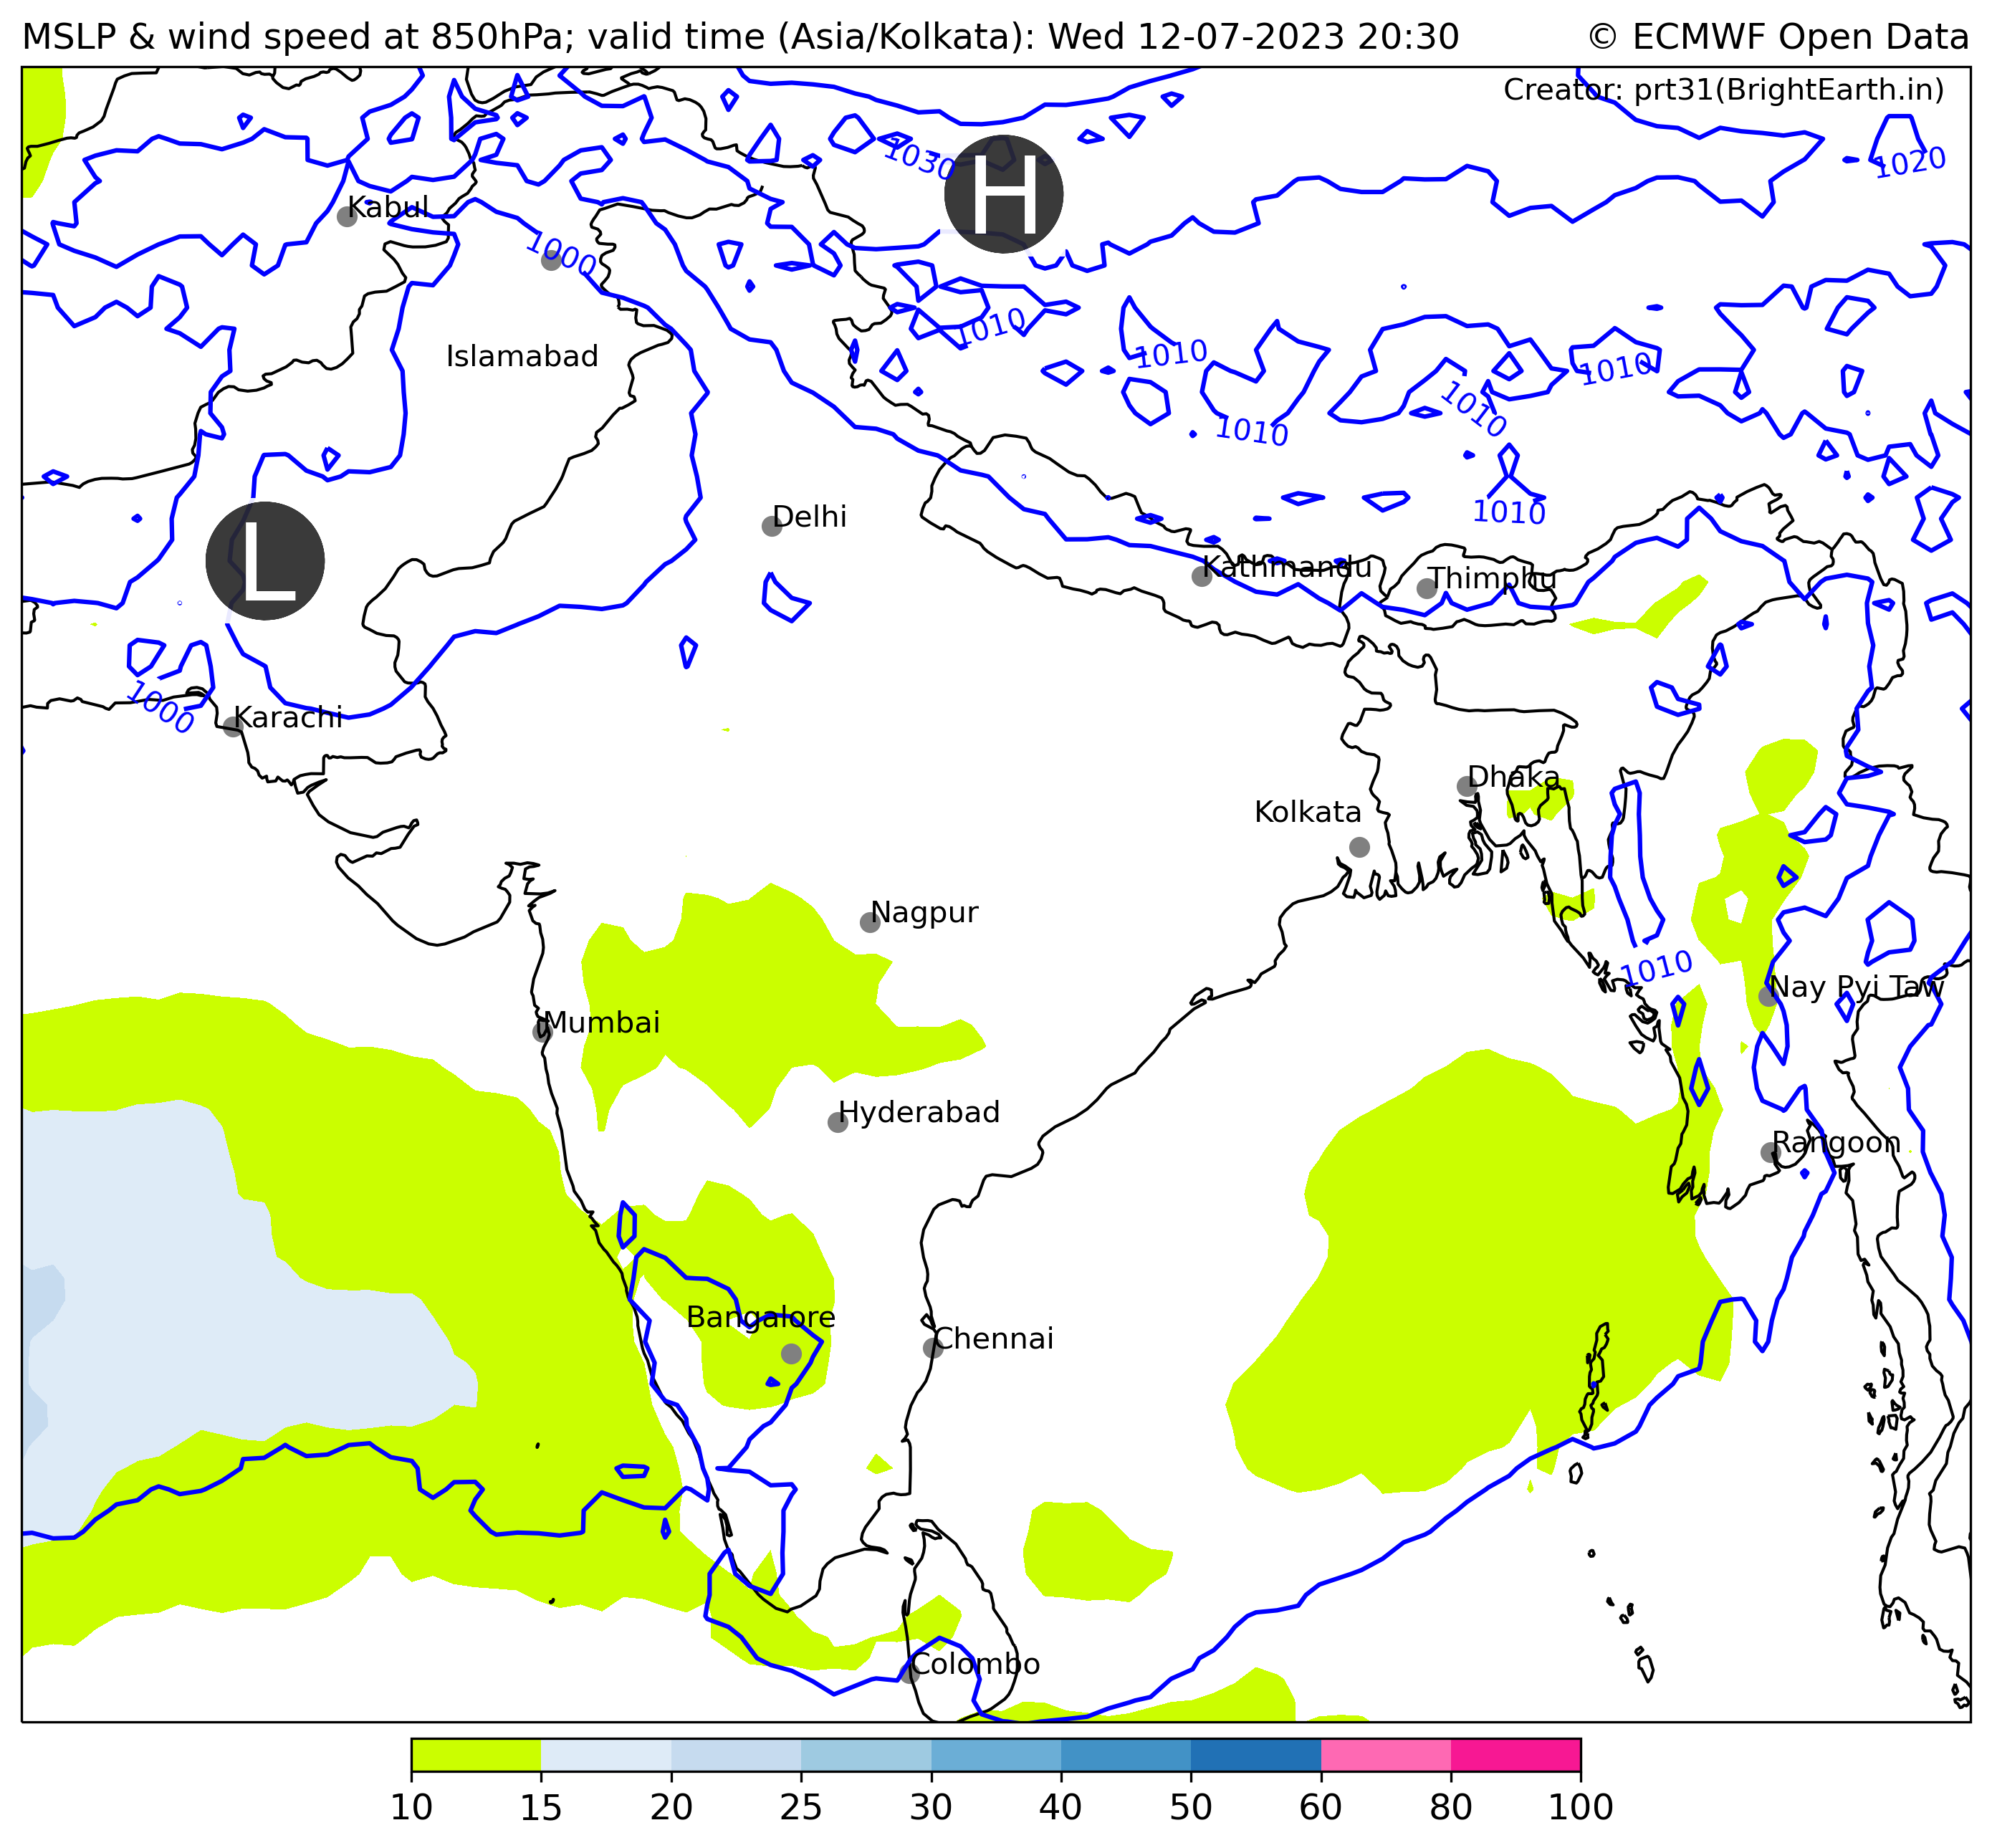 MSLP & wind speed at 850hPa; valid time (Asia/Kolkata): Wed 12-07-2023 20:30
© ECMWF Open Data
Creator: prt31(BrightEarth.in)
1030
H
1020
Kabul
1000
1010
1010
1010
Islamabad
1010
1010
Delhi
1010
L
Kathmandu
Thimphu
1000
Karachi
Dhaka
Kolkata
Nagpur
1010
Nay Pyi Taw
Mumbai
Hyderabad
Rangoon
Bangalore
Chennai
Colombo
10 15 20 25 30 40 50 60 80 100